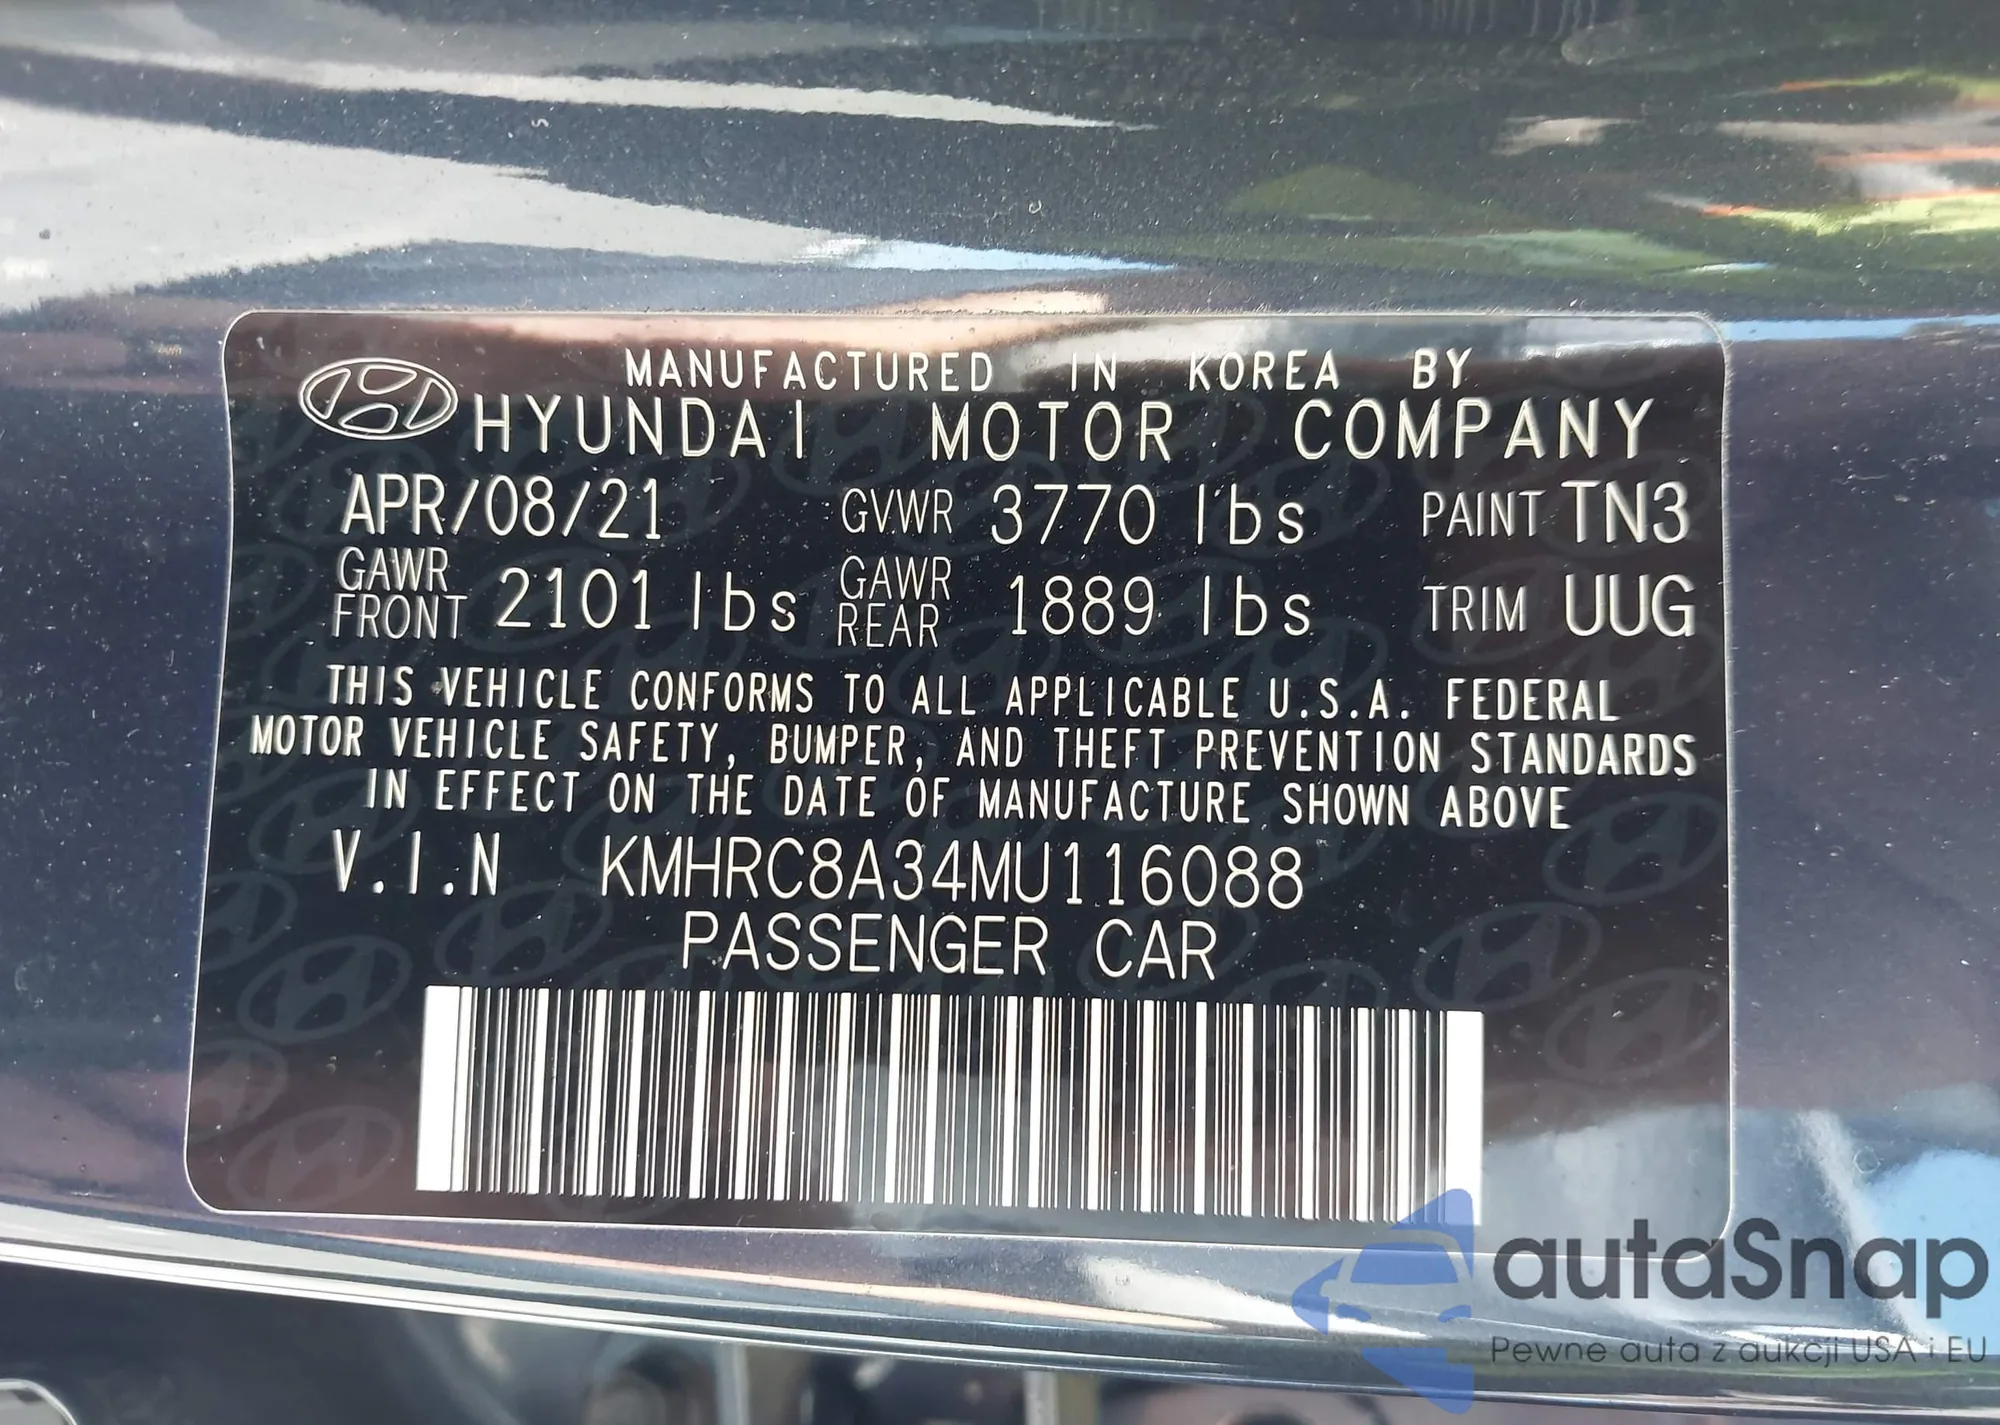 MANUFACTURED IN KOREA BY
HYUNDAI MOTOR COMPANY
APR/08/21 GVWR 3770 lbs PAINT TN3
GAWR FRONT 2101 lbs GAWR REAR 1889 lbs TRIM UUG
THIS VEHICLE CONFORMS TO ALL APPLICABLE U.S.A. FEDERAL
MOTOR VEHICLE SAFETY, BUMPER, AND THEFT PREVENTION STANDARDS
IN EFFECT ON THE DATE OF MANUFACTURE SHOWN ABOVE
V.I.N KMHRC8A34MU116088
PASSENGER CAR
autaSnap
Pewne auta z aukcji USA i EU